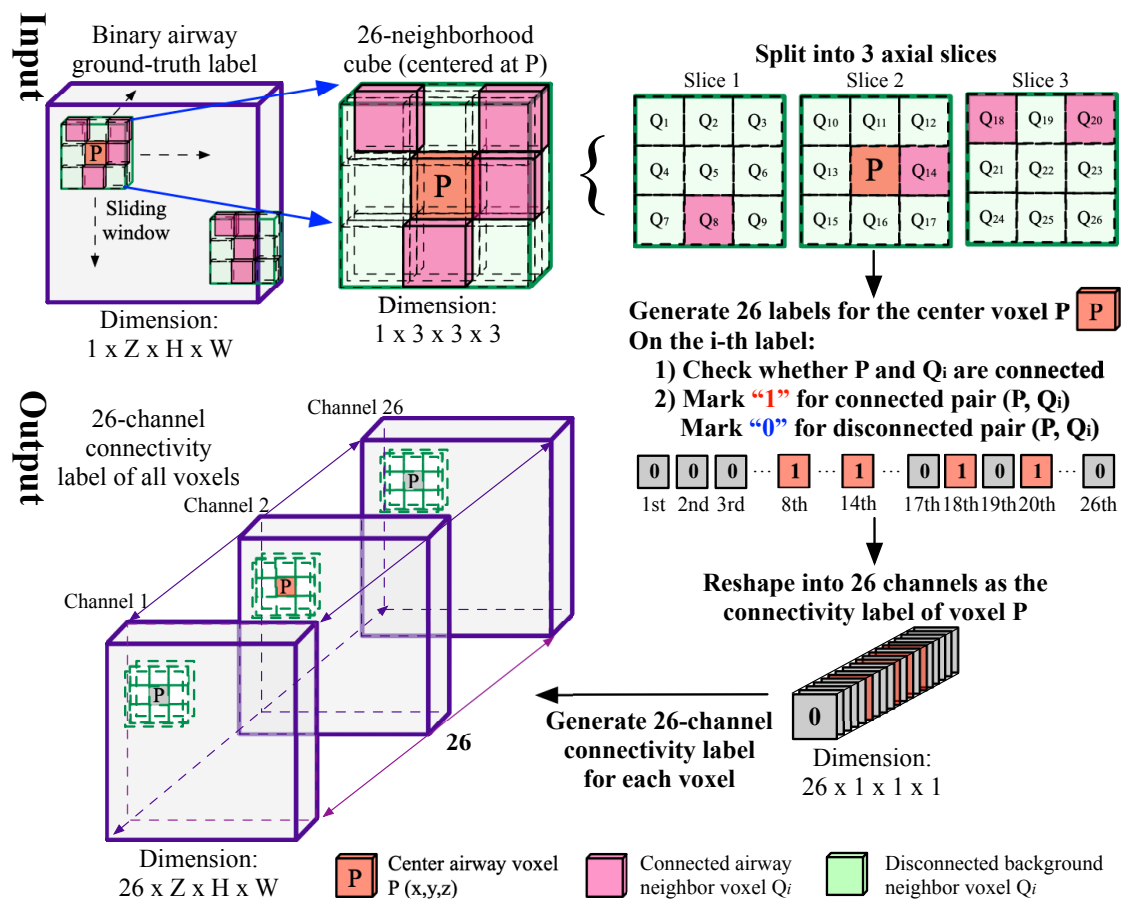 Input
Binary airway
ground-truth label
P
Sliding
window
Dimension:
1 x Z x H x W
26-neighborhood
cube (centered at P)
P
Dimension:
1 x 3 x 3 x 3
{
Split into 3 axial slices
Slice 1
Slice 2
Slice 3
Q1 Q2 Q3
Q4 Q5 Q6
Q7 Q8 Q9
Q10 Q11 Q12
Q13 P Q14
Q15 Q16 Q17
Q18 Q19 Q20
Q21 Q22 Q23
Q24 Q25 Q26
Generate 26 labels for the center voxel P P
On the i-th label:
1) Check whether P and Qi are connected
2) Mark “1” for connected pair (P, Qi)
Mark “0” for disconnected pair (P, Qi)
0 0 0 ··· 1 ··· 1 ··· 0 1 0 1 ··· 0
1st 2nd 3rd 8th 14th 17th 18th 19th 20th 26th
Reshape into 26 channels as the
connectivity label of voxel P
0
Dimension:
26 x 1 x 1 x 1
Generate 26-channel
connectivity label
for each voxel
Output
26-channel
connectivity
label of all voxels
Channel 26
P
Channel 2
P
Channel 1
P
26
Dimension:
26 x Z x H x W
P
Center airway voxel
P (x,y,z)
Connected airway
neighbor voxel Qi
Disconnected background
neighbor voxel Qi